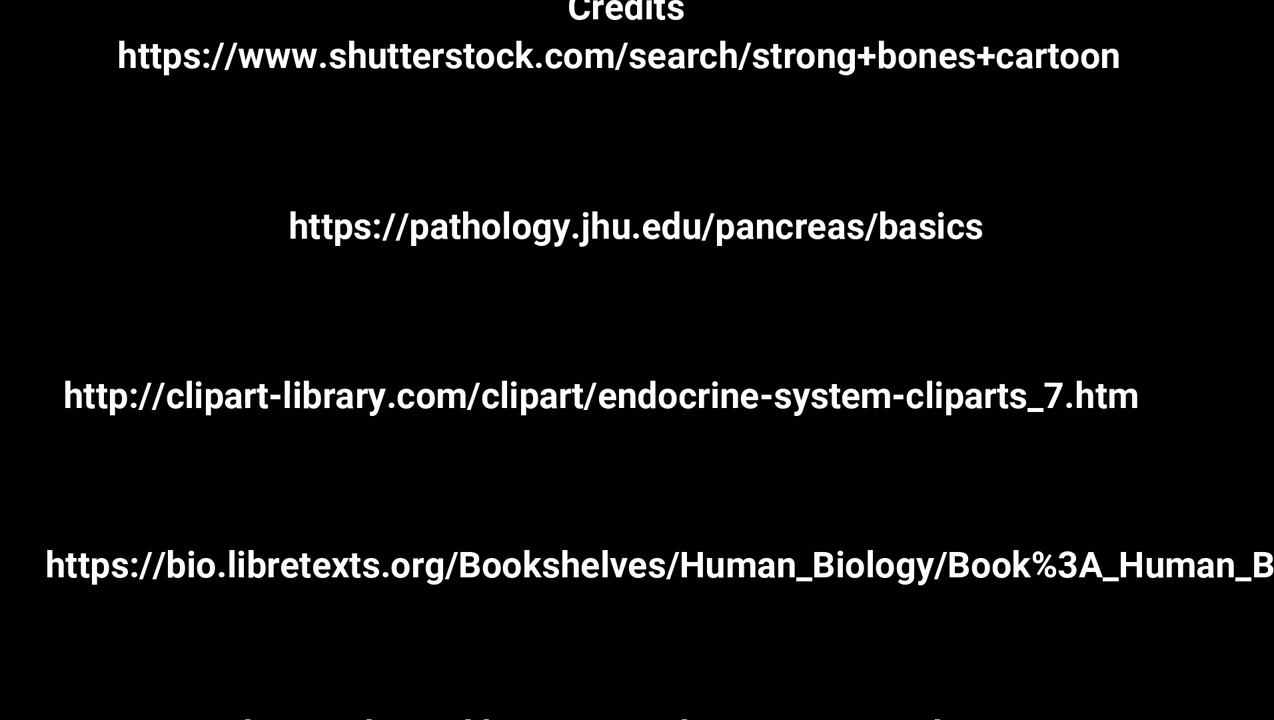 Credits
https://www.shutterstock.com/search/strong+bones+cartoon
https://pathology.jhu.edu/pancreas/basics
http://clipart-library.com/clipart/endocrine-system-cliparts_7.htm
https://bio.libretexts.org/Bookshelves/Human_Biology/Book%3A_Human_B